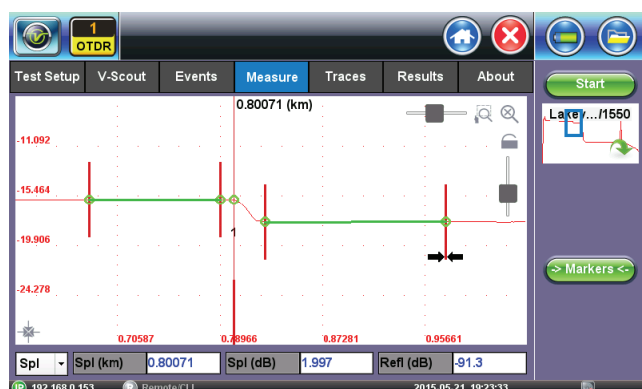 1
OTDR
Test Setup V-Scout Events Measure Traces Results About
Start
0.80071 (km)
Lakev.../1550
-11.092
-15.464
-19.906
1
-24.278
-> Markers <-
0.70587 0.78966 0.87281 0.95661
Spl Spl (km) 0.80071 Spl (dB) 1.997 Refl (dB) -91.3
IP 192.168.0.153 R Remote/CLI 2015.05.21 19:23:33